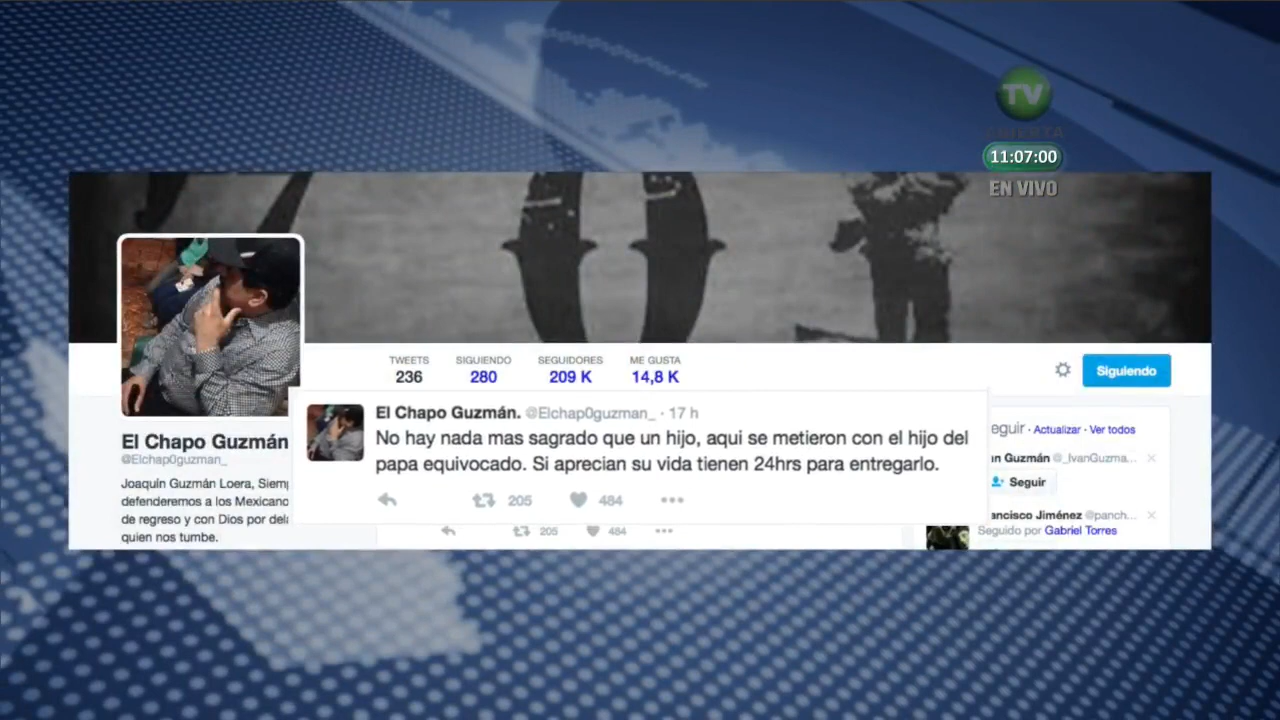 TV
ABIERTA
11:07:00
EN VIVO
TWEETS
236
SIGUIENDO
280
SEGUIDORES
209 K
ME GUSTA
14,8 K
Siguiendo
El Chapo Guzmán
@Elchap0guzman_
Joaquín Guzmán Loera,
defenderemos a los Mexicano
de regreso y con Dios por
quien nos tumbe.
El Chapo Guzmán. @Elchap0guzman_ · 17 h
No hay nada mas sagrado que un hijo, aqui se metieron con el hijo del
papa equivocado. Si aprecian su vida tienen 24hrs para entregarlo.
205 484
205 484
eguir · Actualizar · Ver todos
n Guzmán @_IvanGuzma...
Seguir
ancisco Jiménez @panch...
Seguido por Gabriel Torres